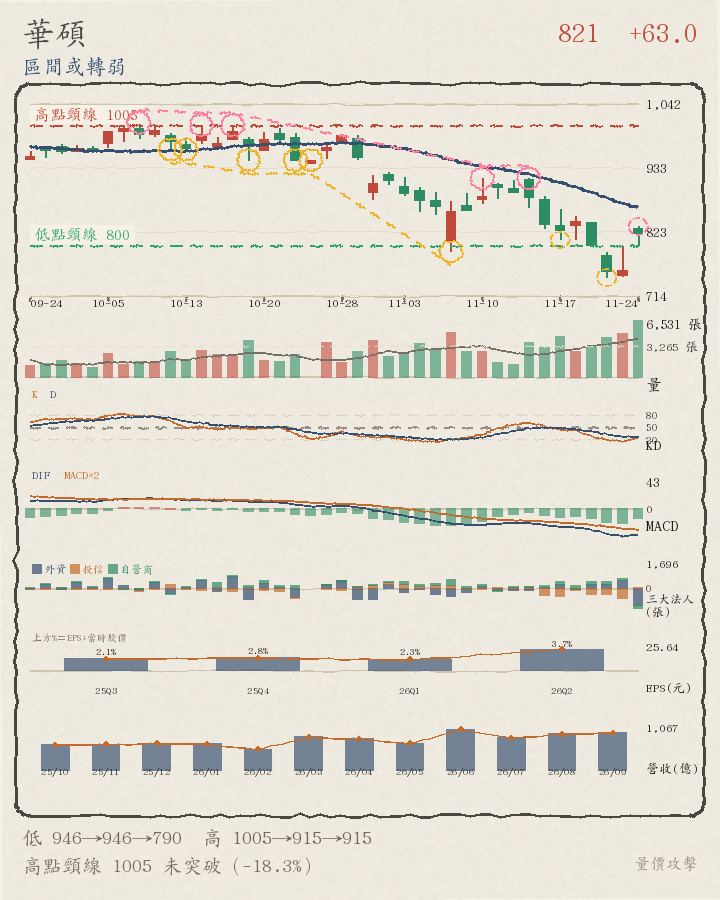 華碩
821 +63.0
區間或轉弱
高點頸線 1005
低點頸線 800
1,042
933
823
714
09-24 10-05 10-13 10-20 10-28 11-03 11-10 11-17 11-24
6,531 張
3,265 張
量
K D
80
50
20
KD
DIF MACD×2
43
0
MACD
外資 投信 自營商
1,696
0
三大法人
(張)
上方%=EPS÷當時股價
2.1% 2.8% 2.3% 3.7%
25.64
25Q3 25Q4 26Q1 26Q2
EPS(元)
1,067
25/10 25/11 25/12 26/01 26/02 26/03 26/04 26/05 26/06 26/07 26/08 26/09
營收(億)
低 946→946→790 高 1005→915→915
高點頸線 1005 未突破 (-18.3%)
量價攻擊